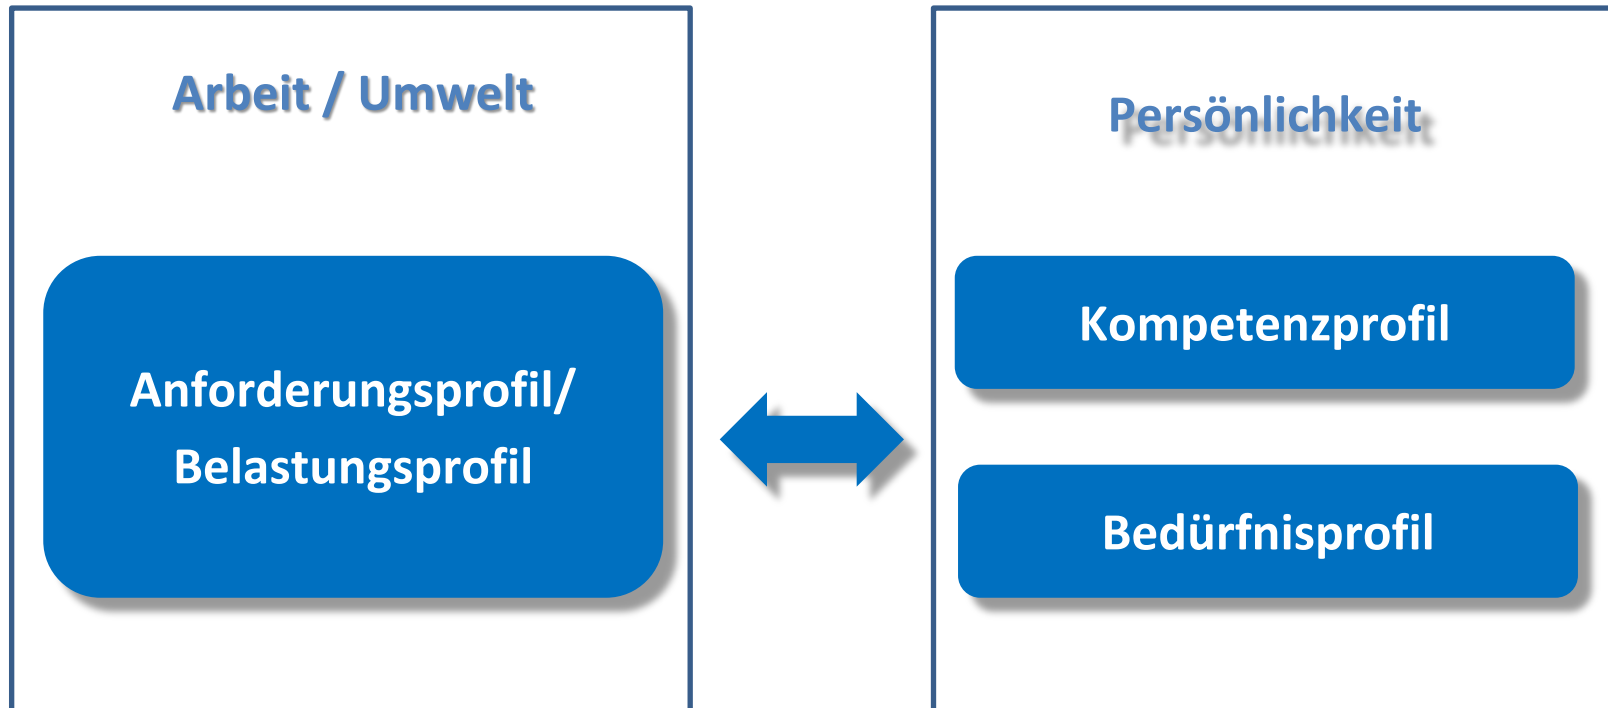 Arbeit / Umwelt
Anforderungsprofil/
Belastungsprofil
Persönlichkeit
Kompetenzprofil
Bedürfnisprofil